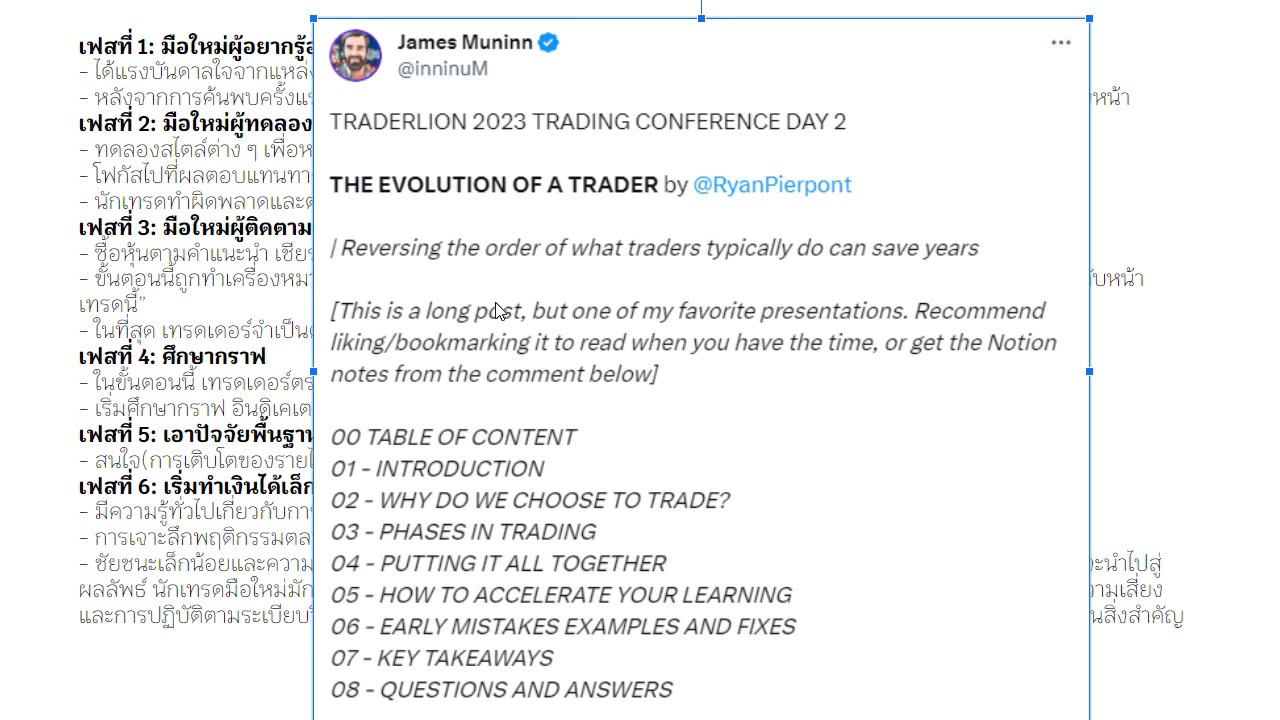 เฟสที่ 1: มือใหม่ผู้อยากรู้
- ได้แรงบันดาลใจจากแหล่ง
- หลังจากการค้นพบครั้งแร
หน้า
เฟสที่ 2: มือใหม่ผู้ทดลอง
- ทดลองสไตล์ต่าง ๆ เพื่อห
- โฟกัสไปที่ผลตอบแทนทา
- นักเทรดทำผิดพลาดและต
เฟสที่ 3: มือใหม่ผู้ติดตาม
- ซื้อหุ้นตามคำแนะนำ เซีย
- ขั้นตอนนี้ถูกทำเครื่องหมา
ับหน้า
เทรดนี้”
- ในที่สุด เทรดเดอร์จำเป็นต
เฟสที่ 4: ศึกษากราฟ
- ในขั้นตอนนี้ เทรดเดอร์ตร
- เริ่มศึกษากราฟ อินดิเคเต
เฟสที่ 5: เอาปัจจัยพื้นฐาน
- สนใจ(การเติบโตของรายไ
เฟสที่ 6: เริ่มทำเงินได้เล็ก
- มีความรู้ทั่วไปเกี่ยวกับกา
- การเจาะลึกพฤติกรรมตล
- ชัยชนะเล็กน้อยและความ
ะนำไปสู่
ผลลัพธ์ นักเทรดมือใหม่มัก
วามเสี่ยง
และการปฏิบัติตามระเบียบวิ
นสิ่งสำคัญ
James Muninn
@inninuM
TRADERLION 2023 TRADING CONFERENCE DAY 2
THE EVOLUTION OF A TRADER by @RyanPierpont
| Reversing the order of what traders typically do can save years
[This is a long post, but one of my favorite presentations. Recommend
liking/bookmarking it to read when you have the time, or get the Notion
notes from the comment below]
00 TABLE OF CONTENT
01 - INTRODUCTION
02 - WHY DO WE CHOOSE TO TRADE?
03 - PHASES IN TRADING
04 - PUTTING IT ALL TOGETHER
05 - HOW TO ACCELERATE YOUR LEARNING
06 - EARLY MISTAKES EXAMPLES AND FIXES
07 - KEY TAKEAWAYS
08 - QUESTIONS AND ANSWERS